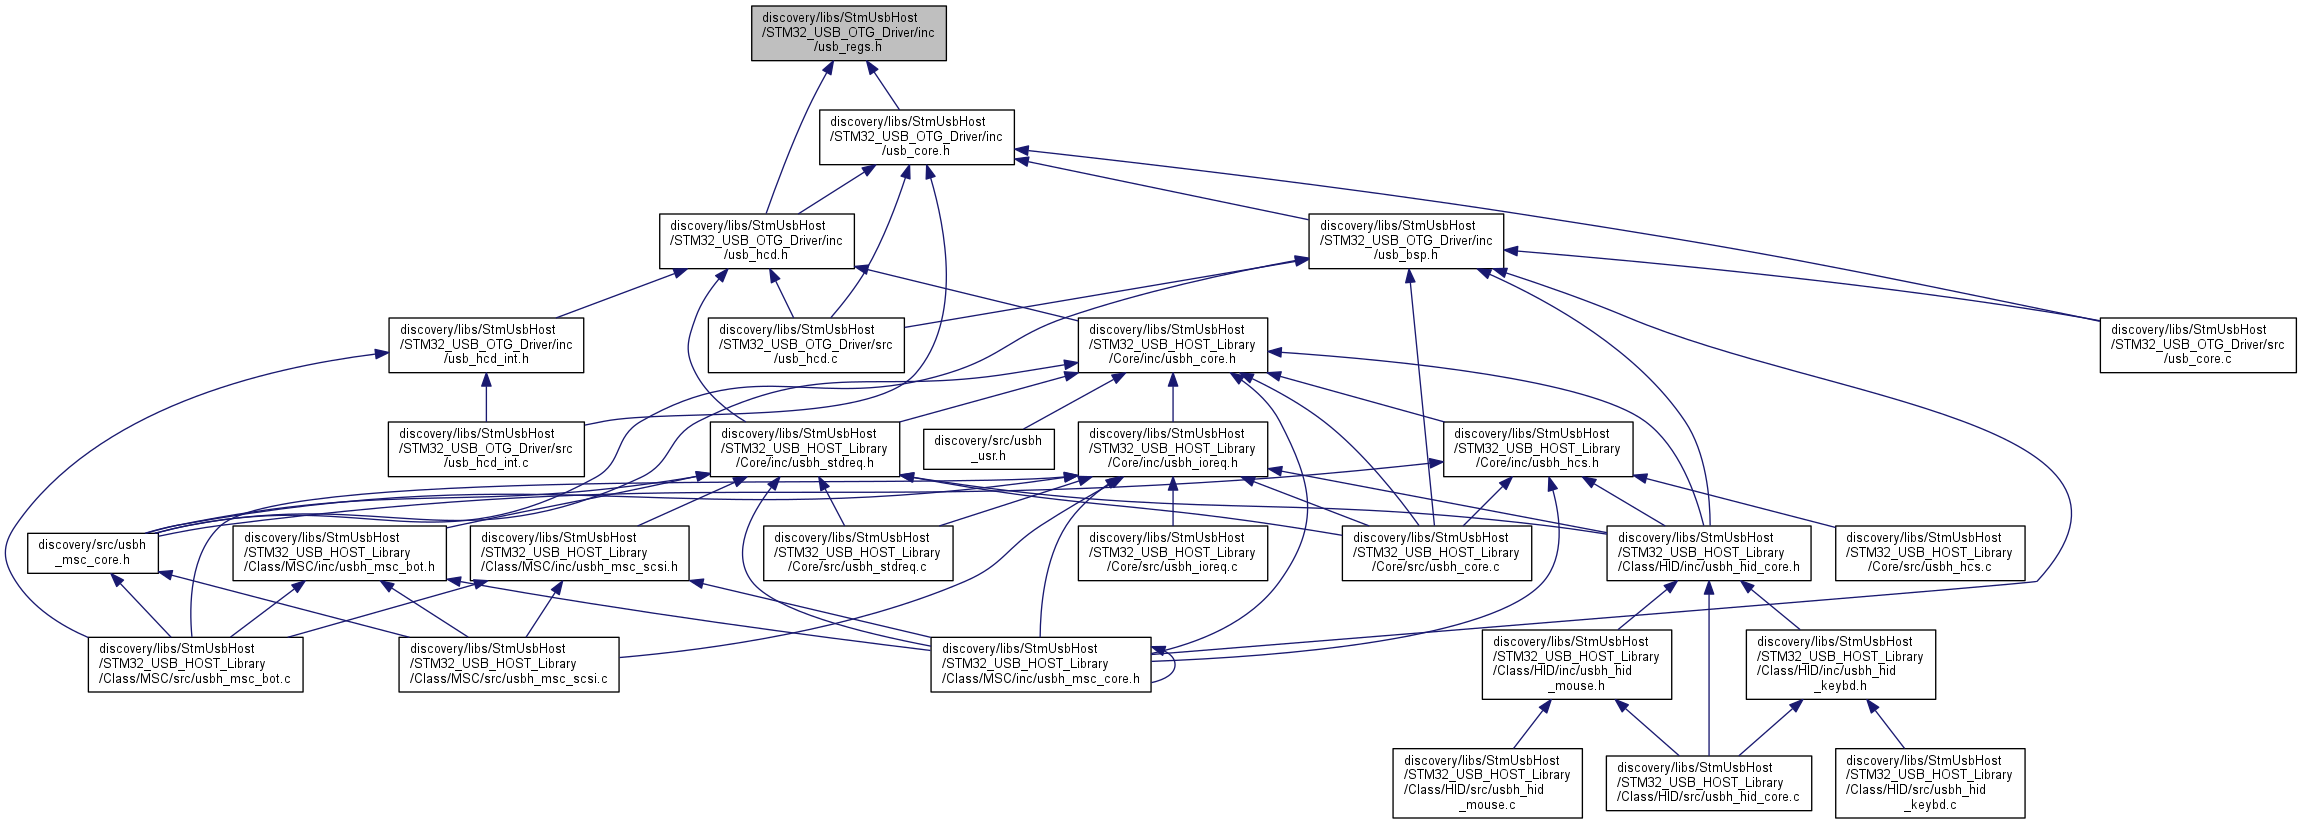 discovery/libs/StmUsbHost
/STM32_USB_OTG_Driver/inc
/usb_regs.h
discovery/libs/StmUsbHost
/STM32_USB_OTG_Driver/inc
/usb_core.h
discovery/libs/StmUsbHost
/STM32_USB_OTG_Driver/inc
/usb_hcd.h
discovery/libs/StmUsbHost
/STM32_USB_OTG_Driver/inc
/usb_bsp.h
discovery/libs/StmUsbHost
/STM32_USB_OTG_Driver/inc
/usb_hcd_int.h
discovery/libs/StmUsbHost
/STM32_USB_OTG_Driver/src
/usb_hcd.c
discovery/libs/StmUsbHost
/STM32_USB_HOST_Library
/Core/inc/usbh_core.h
discovery/libs/StmUsbHost
/STM32_USB_OTG_Driver/src
/usb_core.c
discovery/libs/StmUsbHost
/STM32_USB_OTG_Driver/src
/usb_hcd_int.c
discovery/libs/StmUsbHost
/STM32_USB_HOST_Library
/Core/inc/usbh_stdreq.h
discovery/src/usbh
_usr.h
discovery/libs/StmUsbHost
/STM32_USB_HOST_Library
/Core/inc/usbh_ioreq.h
discovery/libs/StmUsbHost
/STM32_USB_HOST_Library
/Core/inc/usbh_hcs.h
discovery/src/usbh
_msc_core.h
discovery/libs/StmUsbHost
/STM32_USB_HOST_Library
/Class/MSC/inc/usbh_msc_bot.h
discovery/libs/StmUsbHost
/STM32_USB_HOST_Library
/Class/MSC/inc/usbh_msc_scsi.h
discovery/libs/StmUsbHost
/STM32_USB_HOST_Library
/Core/src/usbh_stdreq.c
discovery/libs/StmUsbHost
/STM32_USB_HOST_Library
/Core/src/usbh_ioreq.c
discovery/libs/StmUsbHost
/STM32_USB_HOST_Library
/Core/src/usbh_core.c
discovery/libs/StmUsbHost
/STM32_USB_HOST_Library
/Class/HID/inc/usbh_hid_core.h
discovery/libs/StmUsbHost
/STM32_USB_HOST_Library
/Core/src/usbh_hcs.c
discovery/libs/StmUsbHost
/STM32_USB_HOST_Library
/Class/MSC/src/usbh_msc_bot.c
discovery/libs/StmUsbHost
/STM32_USB_HOST_Library
/Class/MSC/src/usbh_msc_scsi.c
discovery/libs/StmUsbHost
/STM32_USB_HOST_Library
/Class/MSC/inc/usbh_msc_core.h
discovery/libs/StmUsbHost
/STM32_USB_HOST_Library
/Class/HID/inc/usbh_hid
_mouse.h
discovery/libs/StmUsbHost
/STM32_USB_HOST_Library
/Class/HID/inc/usbh_hid
_keybd.h
discovery/libs/StmUsbHost
/STM32_USB_HOST_Library
/Class/HID/src/usbh_hid
_mouse.c
discovery/libs/StmUsbHost
/STM32_USB_HOST_Library
/Class/HID/src/usbh_hid_core.c
discovery/libs/StmUsbHost
/STM32_USB_HOST_Library
/Class/HID/src/usbh_hid
_keybd.c